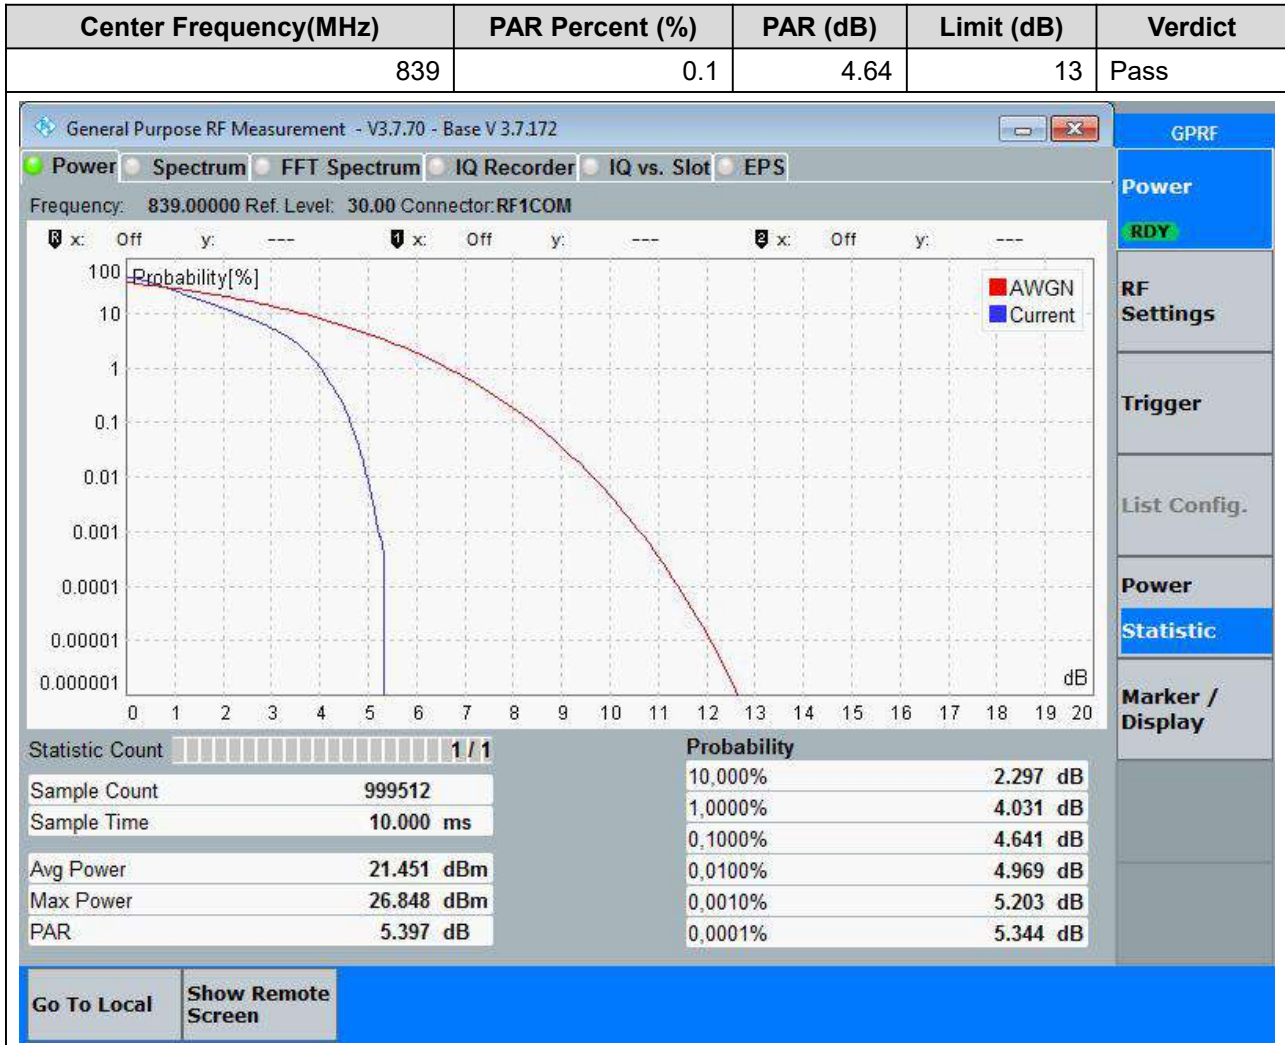 Center Frequency(MHz) PAR Percent (%) PAR (dB) Limit (dB) Verdict
839 0.1 4.64 13 Pass
General Purpose RF Measurement - V3.7.70 - Base V 3.7.172
GPRF
Power Spectrum FFT Spectrum IQ Recorder IQ vs. Slot EPS
Frequency: 839.00000 Ref. Level: 30.00 Connector: RF1COM
R x: Off y: --- 1 x: Off y: --- 2 x: Off y: ---
Probability[%]
100
10
1
0.1
0.01
0.001
0.0001
0.00001
0.000001
AWGN
Current
dB
0 1 2 3 4 5 6 7 8 9 10 11 12 13 14 15 16 17 18 19 20
Statistic Count 1 / 1
Sample Count 999512
Sample Time 10.000 ms
Avg Power 21.451 dBm
Max Power 26.848 dBm
PAR 5.397 dB
Probability
10,000% 2.297 dB
1,0000% 4.031 dB
0,1000% 4.641 dB
0,0100% 4.969 dB
0,0010% 5.203 dB
0,0001% 5.344 dB
Power
RDY
RF
Settings
Trigger
List Config.
Power
Statistic
Marker /
Display
Go To Local
Show Remote
Screen